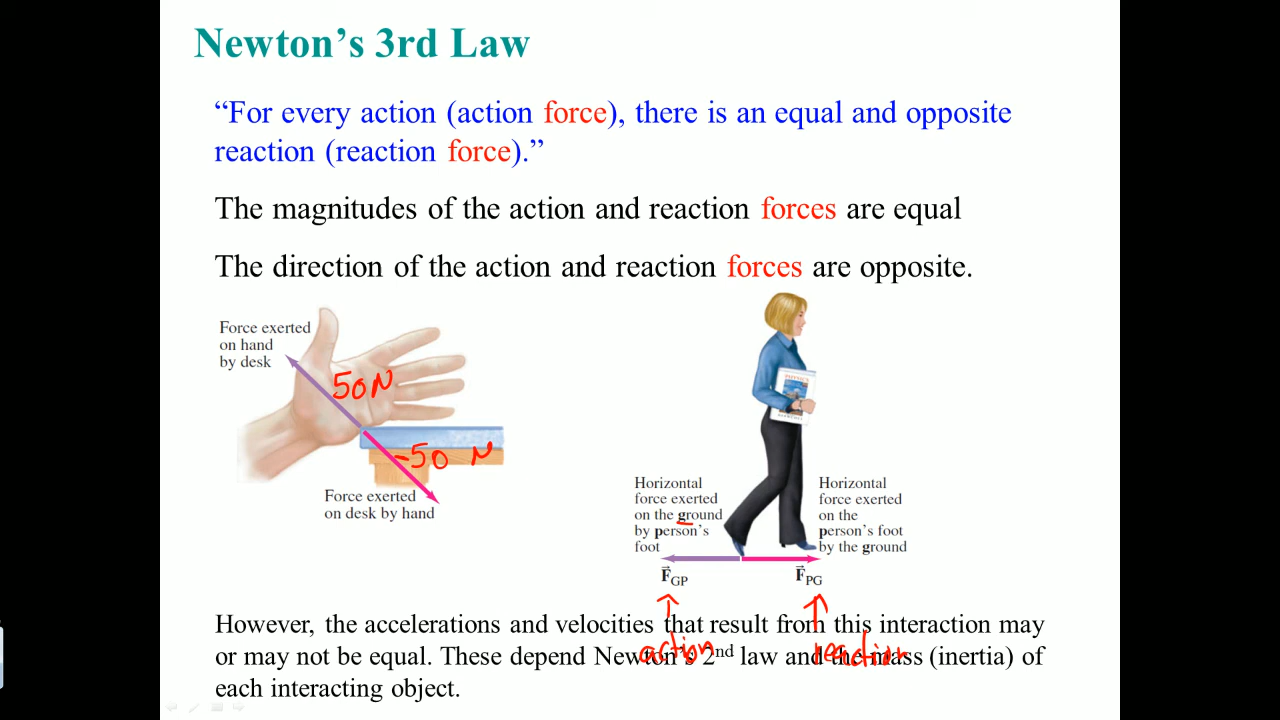 Newton’s 3rd Law
“For every action (action force), there is an equal and opposite
reaction (reaction force).”
The magnitudes of the action and reaction forces are equal
The direction of the action and reaction forces are opposite.
Force exerted
on hand
by desk
50 N
-50 N
Force exerted
on desk by hand
PHYSICS
Horizontal
force exerted
on the ground
by person’s
foot
Horizontal
force exerted
on the
person’s foot
by the ground
F⃗GP
F⃗PG
However, the accelerations and velocities that result from this interaction may
or may not be equal. These depend Newton’s 2nd law and the mass (inertia) of
each interacting object.
action
reaction